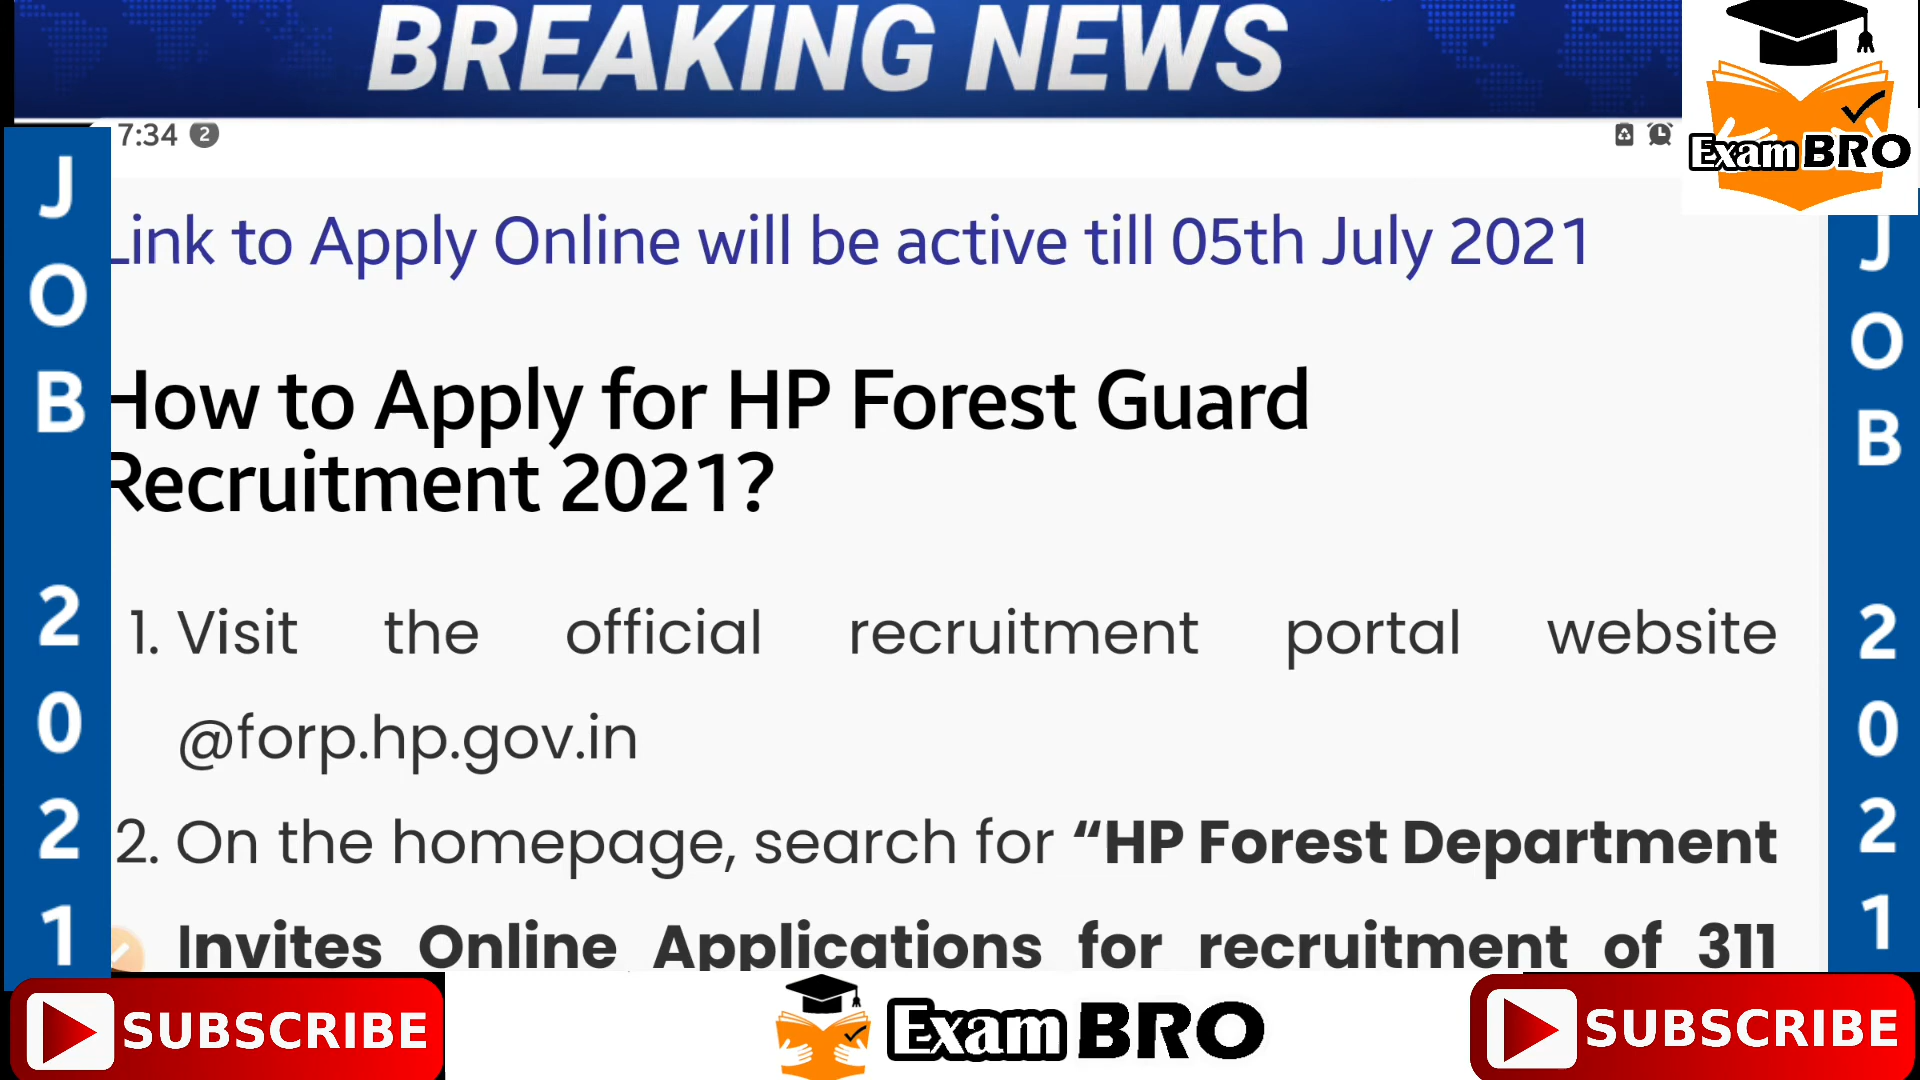 BREAKING NEWS
Exam BRO
7:34 2
Link to Apply Online will be active till 05th July 2021
How to Apply for HP Forest Guard
Recruitment 2021?
1. Visit the official recruitment portal website
@forp.hp.gov.in
2. On the homepage, search for “HP Forest Department
Invites Online Applications for recruitment of 311
JOB 2021
JOB 2021
SUBSCRIBE
Exam BRO
SUBSCRIBE